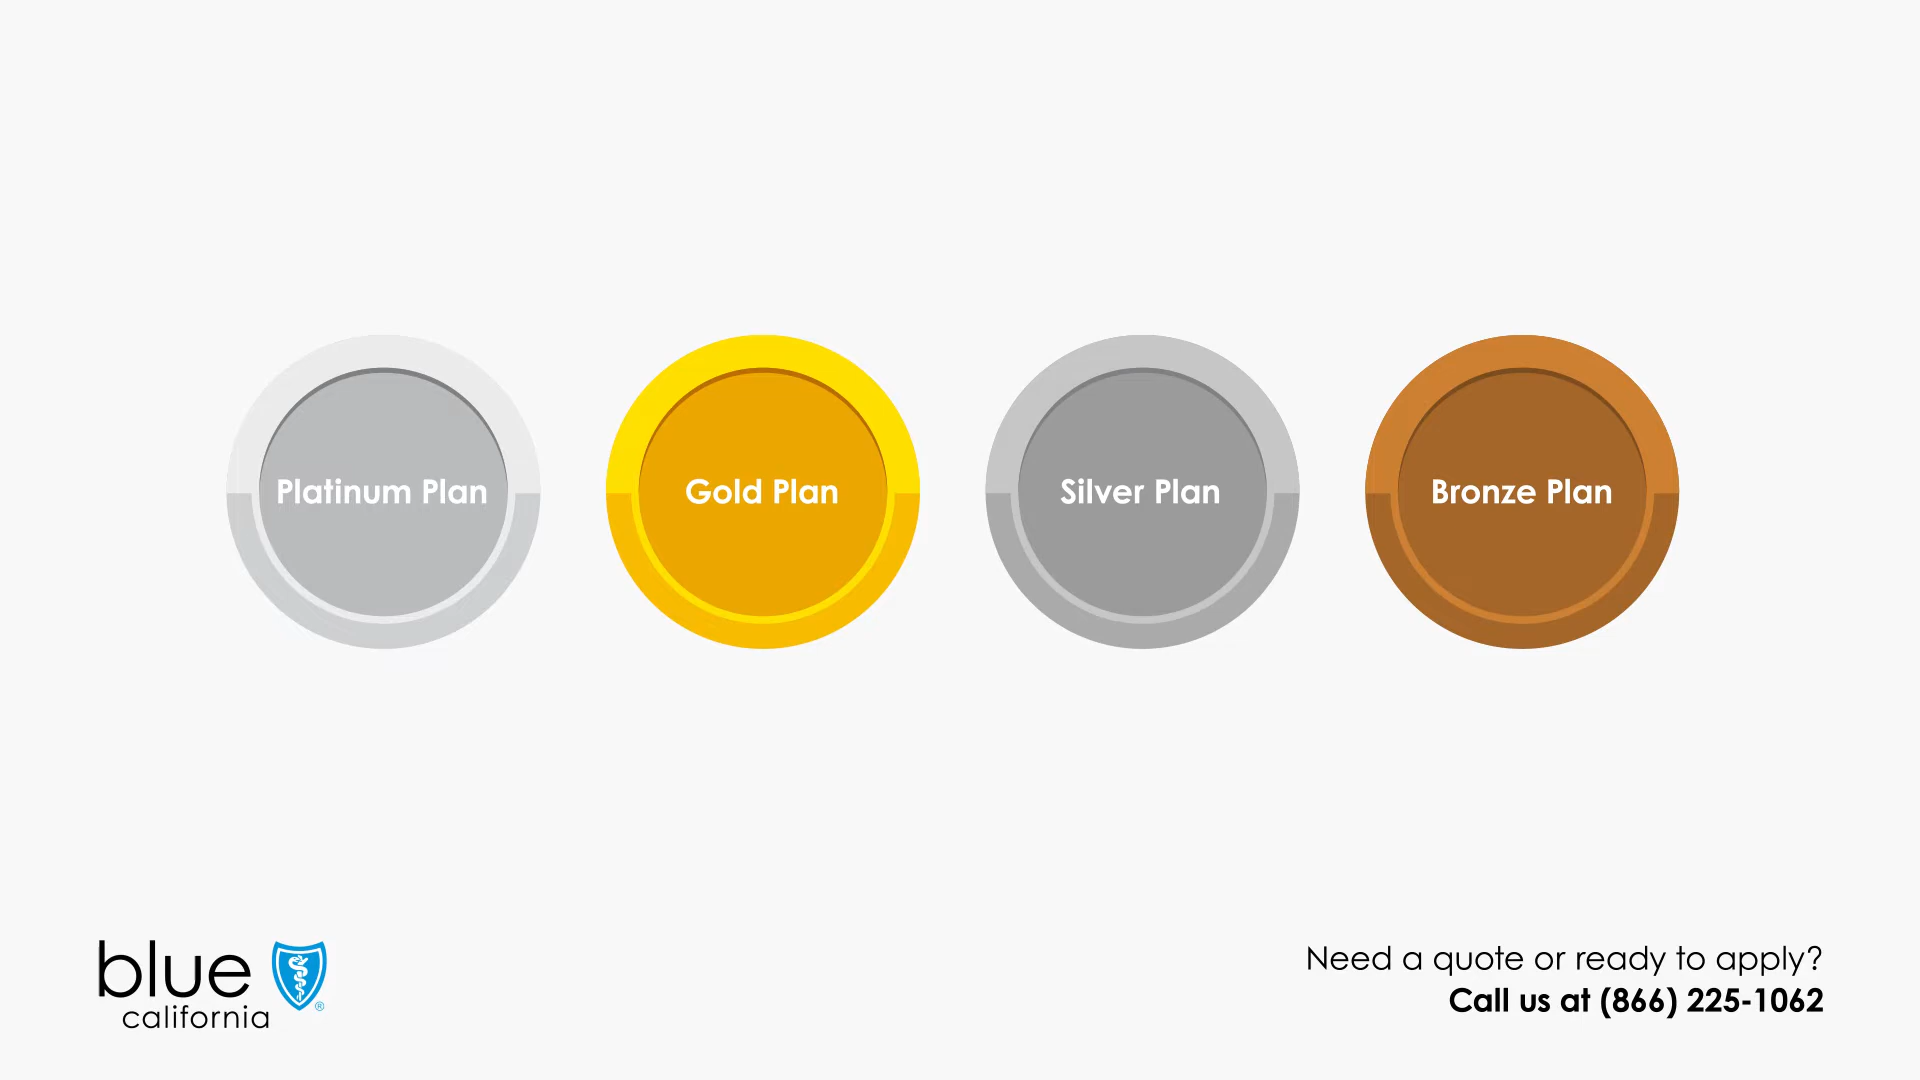 Platinum Plan
Gold Plan
Silver Plan
Bronze Plan
blue
california
®
Need a quote or ready to apply?
Call us at (866) 225-1062